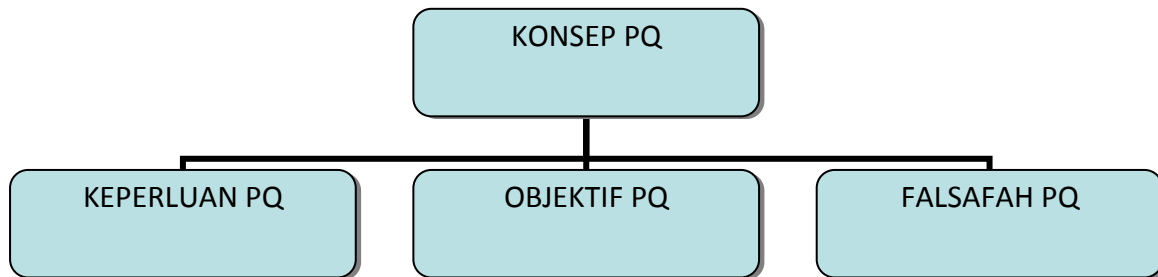 KONSEP PQ
KEPERLUAN PQ
OBJEKTIF PQ
FALSAFAH PQ